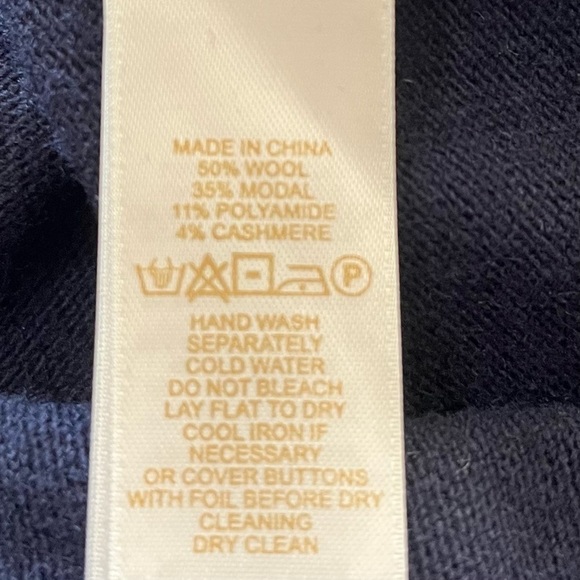 MADE IN CHINA
50% WOOL
35% MODAL
11% POLYAMIDE
4% CASHMERE
P
HAND WASH
SEPARATELY
COLD WATER
DO NOT BLEACH
LAY FLAT TO DRY
COOL IRON IF
NECESSARY
OR COVER BUTTONS
WITH FOIL BEFORE DRY
CLEANING
DRY CLEAN